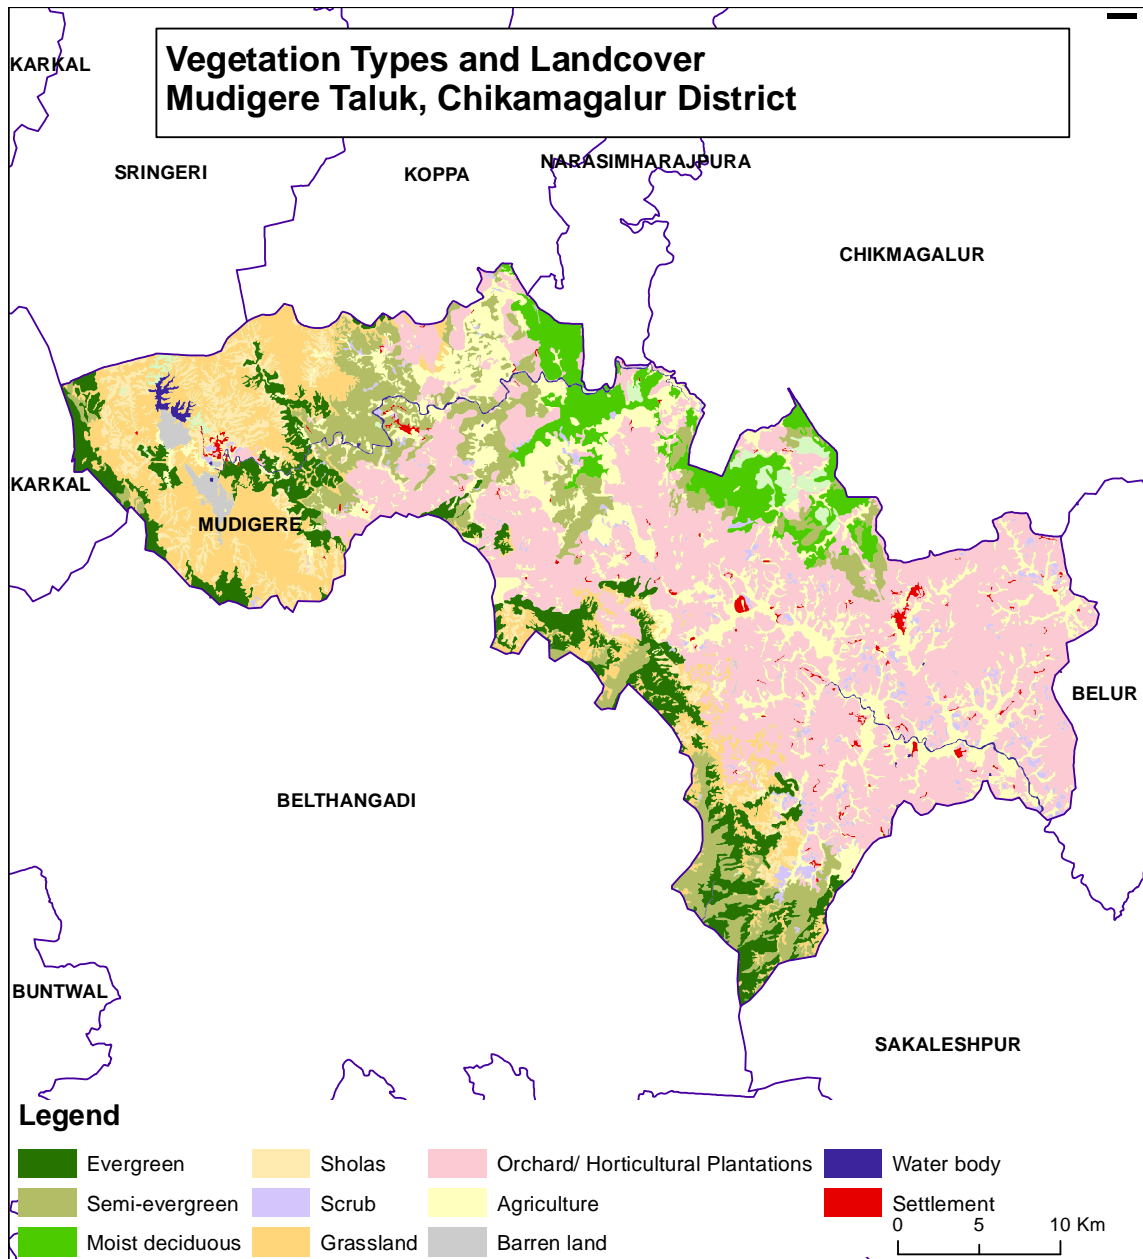 Vegetation Types and Landcover
Mudigere Taluk, Chikamagalur District
KARKAL
SRINGERI
KOPPA
NARASIMHARAJPURA
CHIKMAGALUR
KARKAL
MUDIGERE
BELUR
BELTHANGADI
BUNTWAL
SAKALESHPUR
Legend
Evergreen
Semi-evergreen
Moist deciduous
Sholas
Scrub
Grassland
Orchard/ Horticultural Plantations
Agriculture
Barren land
Water body
Settlement
0 5 10 Km